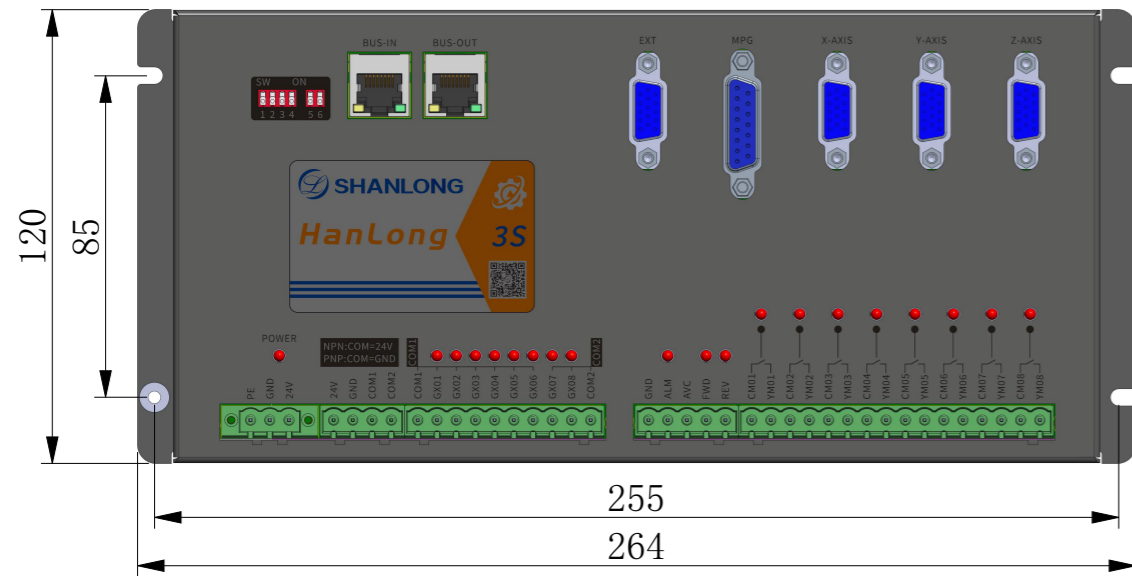 BUS-IN BUS-OUT EXT MPG X-AXIS Y-AXIS Z-AXIS
SW ON
1 2 3 4 5 6
SHANLONG
HanLong 3S
120
85
POWER
NPN:COM=24V
PNP:COM=GND
COM1
COM2
PE GND 24V
24V GND COM1 COM2
COM1 GX01 GX02 GX03 GX04 GX05 GX06 GX07 GX08 COM2
GND ALM AVC FWD REV
CM01 YM01 CM02 YM02 CM03 YM03 CM04 YM04 CM05 YM05 CM06 YM06 CM07 YM07 CM08 YM08
255
264